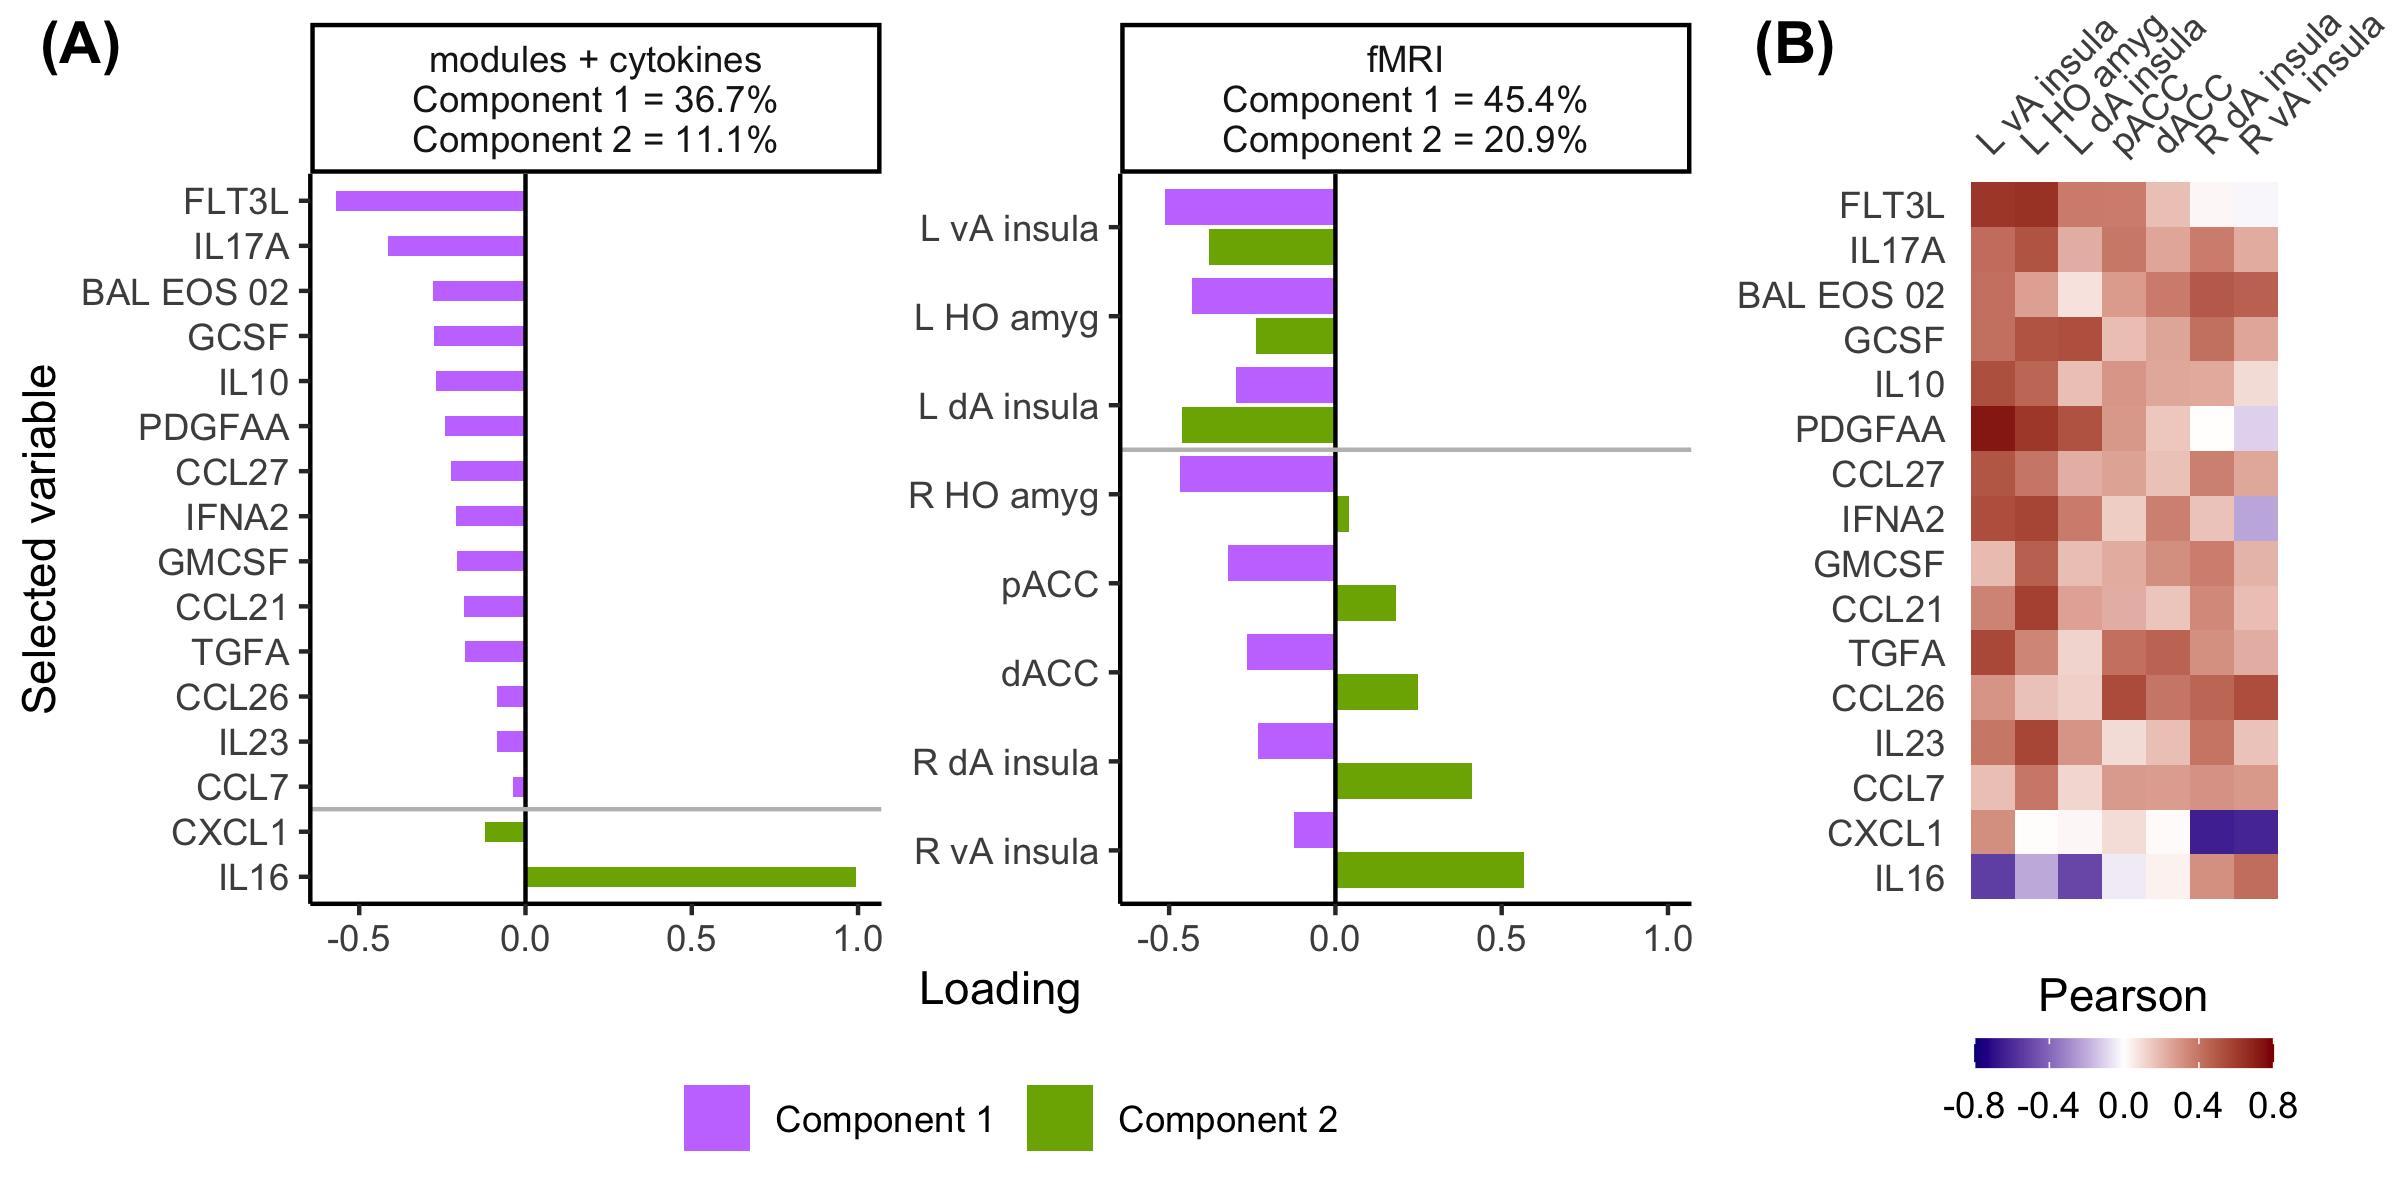 (A)
modules + cytokines
Component 1 = 36.7%
Component 2 = 11.1%
fMRI
Component 1 = 45.4%
Component 2 = 20.9%
Selected variable
FLT3L
IL17A
BAL EOS 02
GCSF
IL10
PDGFAA
CCL27
IFNA2
GMCSF
CCL21
TGFA
CCL26
IL23
CCL7
CXCL1
IL16
-0.5 0.0 0.5 1.0
L vA insula
L HO amyg
L dA insula
R HO amyg
pACC
dACC
R dA insula
R vA insula
-0.5 0.0 0.5 1.0
Loading
Component 1 Component 2
(B)
L vA insula
L HO amyg
L dA insula
pACC
dACC
R dA insula
R vA insula
FLT3L
IL17A
BAL EOS 02
GCSF
IL10
PDGFAA
CCL27
IFNA2
GMCSF
CCL21
TGFA
CCL26
IL23
CCL7
CXCL1
IL16
Pearson
-0.8 -0.4 0.0 0.4 0.8